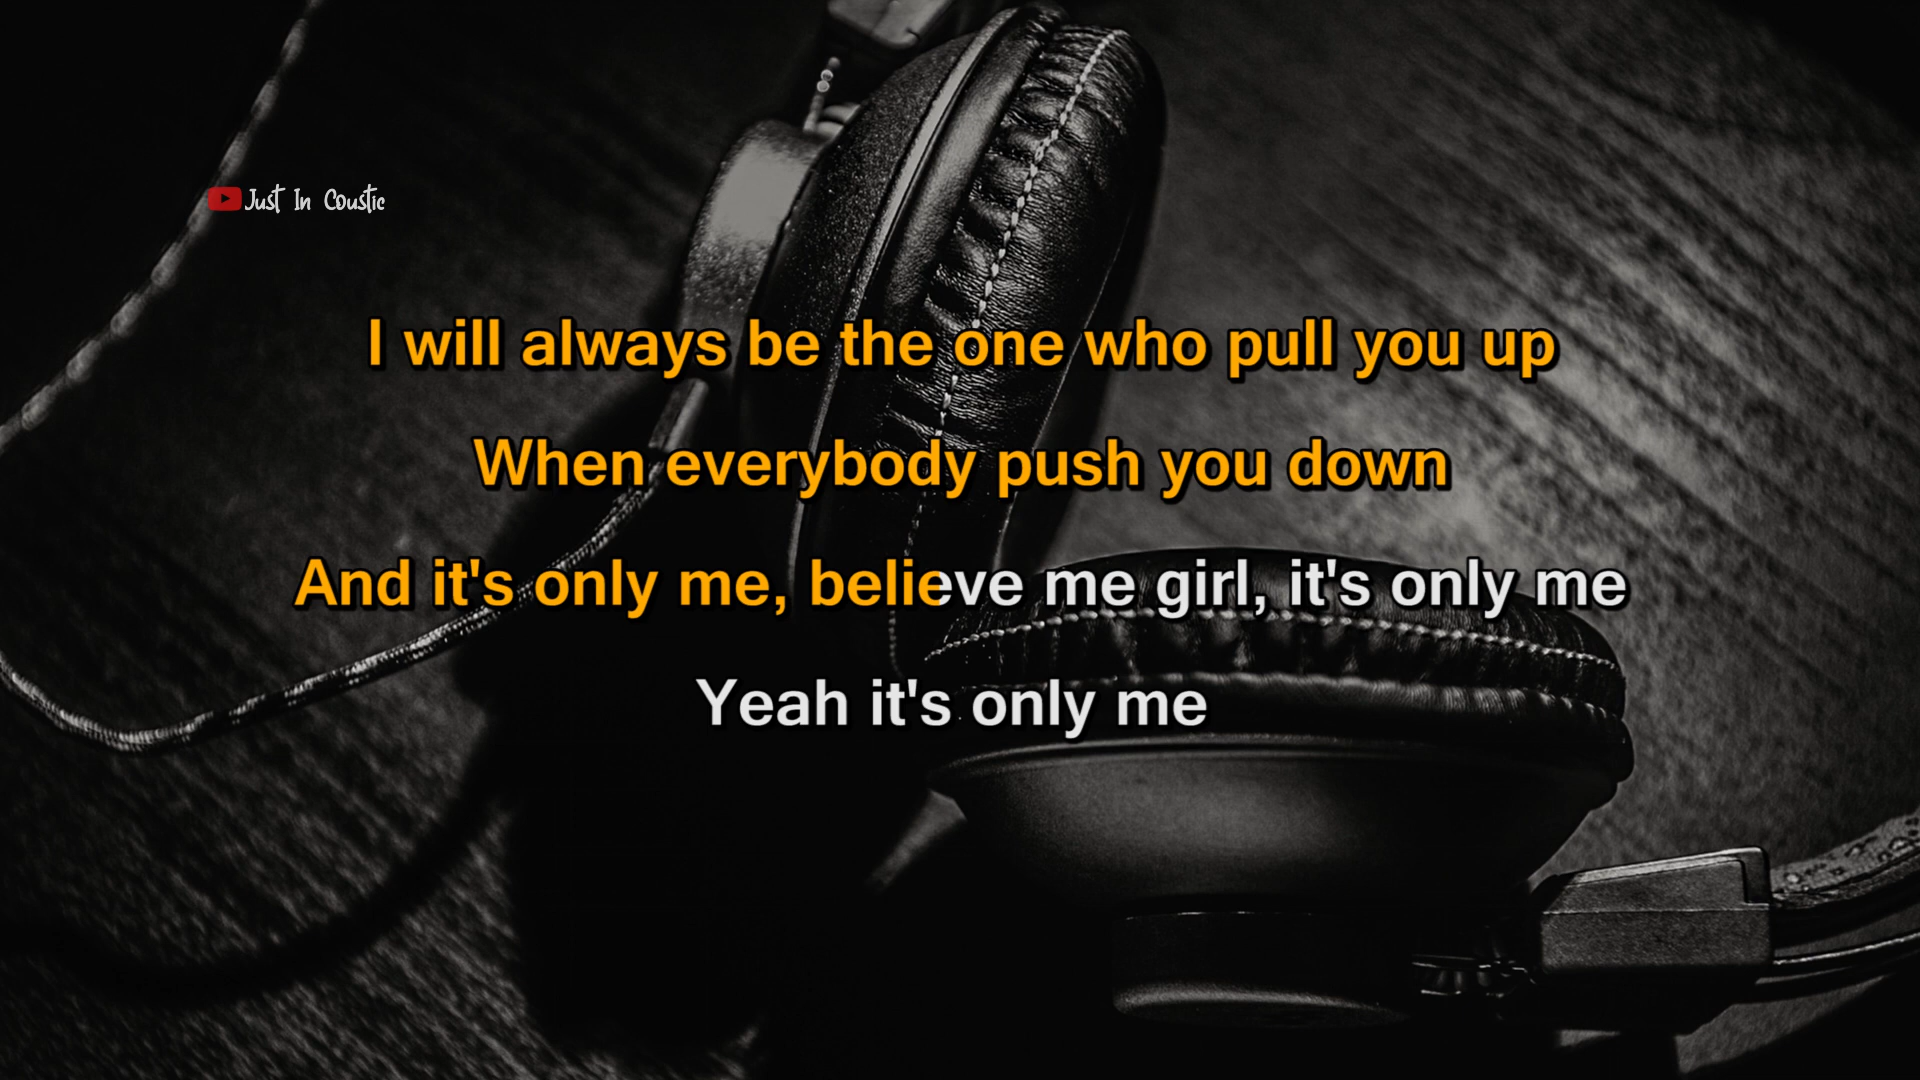 Just In Coustic
I will always be the one who pull you up
When everybody push you down
And it's only me, believe me girl, it's only me
Yeah it's only me